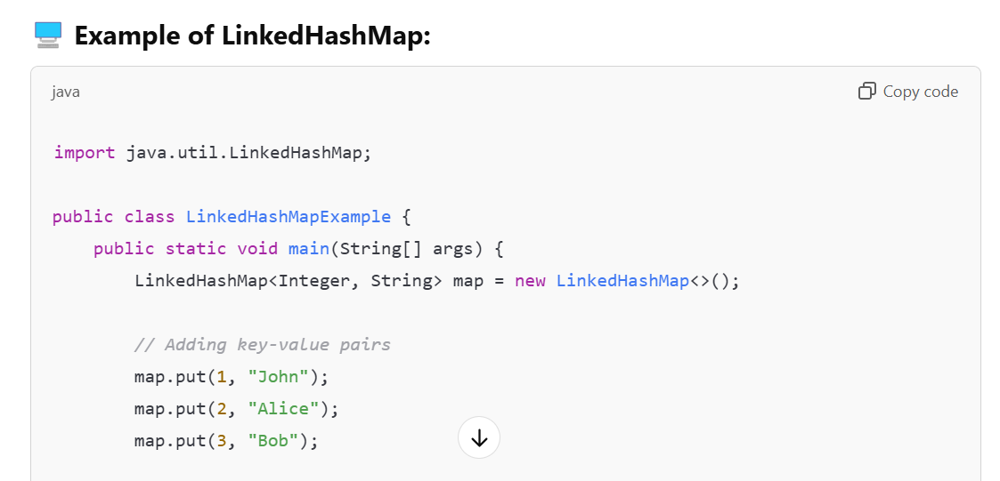 Example of LinkedHashMap:
java
Copy code
import java.util.LinkedHashMap;
public class LinkedHashMapExample {
    public static void main(String[] args) {
        LinkedHashMap<Integer, String> map = new LinkedHashMap<>();
        // Adding key-value pairs
        map.put(1, "John");
        map.put(2, "Alice");
        map.put(3, "Bob");